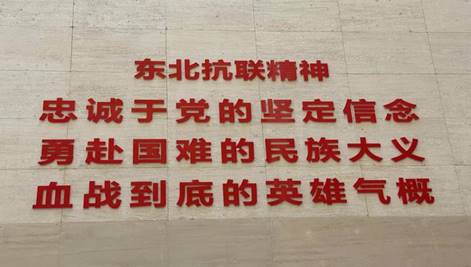 东北抗联精神
忠诚于党的坚定信念
勇赴国难的民族大义
血战到底的英雄气概